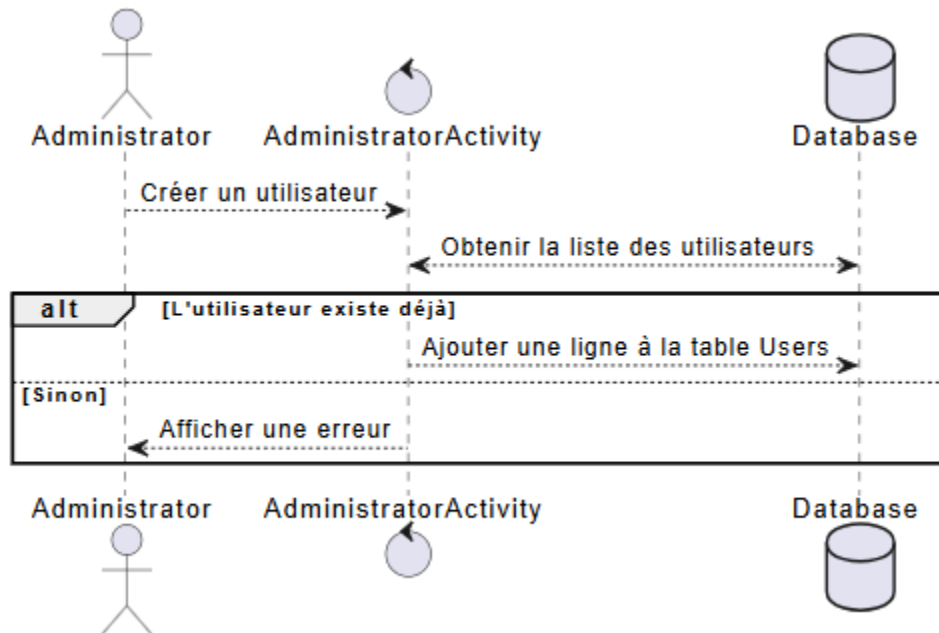 Administrator AdministratorActivity Database
Créer un utilisateur
Obtenir la liste des utilisateurs
alt [L'utilisateur existe déjà]
Ajouter une ligne à la table Users
[Sinon]
Afficher une erreur
Administrator AdministratorActivity Database